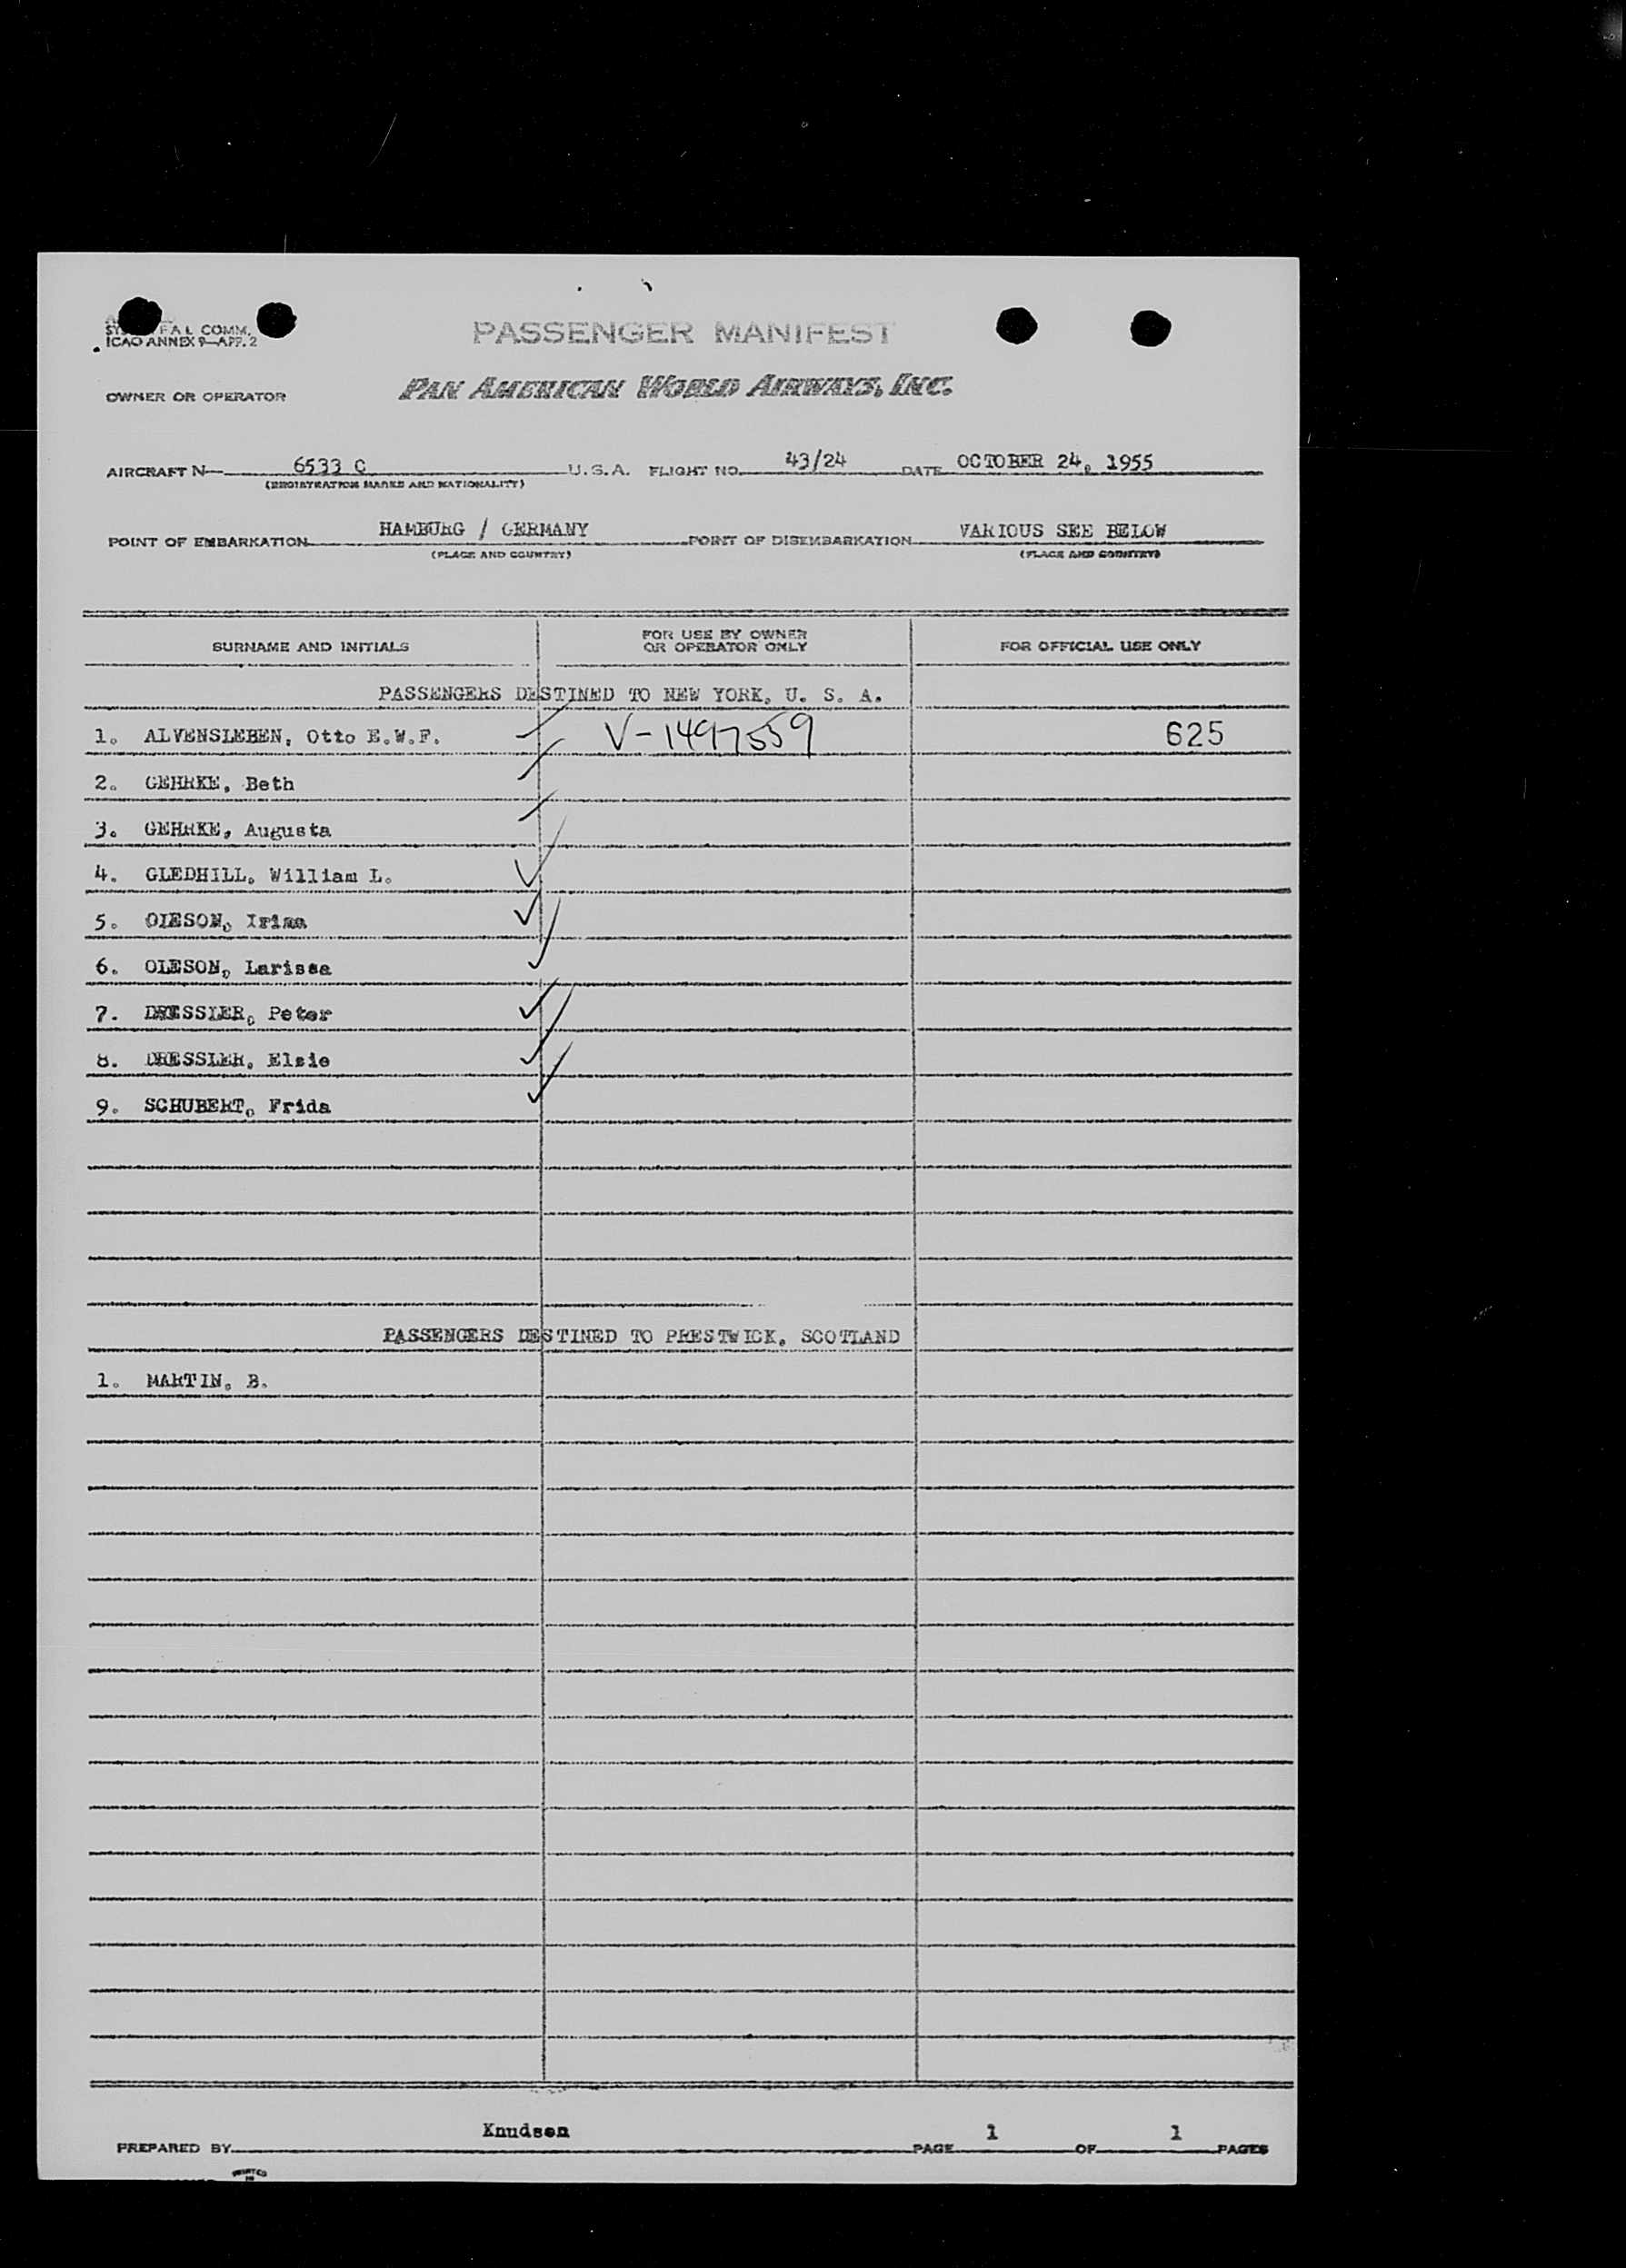 PASSENGER MANIFEST
F.A.L. COMM.
ICAO ANNEX 9—APP. 2
OWNER OR OPERATOR PAN AMERICAN WORLD AIRWAYS, INC.
AIRCRAFT N— 6533 C U.S.A. FLIGHT NO. 43/24 DATE OCTOBER 24, 1955
(REGISTRATION MARKS AND NATIONALITY)
POINT OF EMBARKATION HAMBURG / GERMANY POINT OF DISEMBARKATION VARIOUS SEE BELOW
(PLACE AND COUNTRY) (PLACE AND COUNTRY)
SURNAME AND INITIALS FOR USE BY OWNER OR OPERATOR ONLY FOR OFFICIAL USE ONLY
PASSENGERS DESTINED TO NEW YORK, U. S. A.
1. ALVENSLEBEN, Otto E.W.F. V-1497559 625
2. GEHRKE, Beth
3. GEHRKE, Augusta
4. GLEDHILL, William L.
5. OLESON, Irina
6. OLESON, Larissa
7. DRESSLER, Peter
8. DRESSLER, Elsie
9. SCHUBERT, Frida
PASSENGERS DESTINED TO PRESTWICK, SCOTLAND
1. MARTIN, B.
PREPARED BY Knudsen PAGE 1 OF 1 PAGES
PRINTED